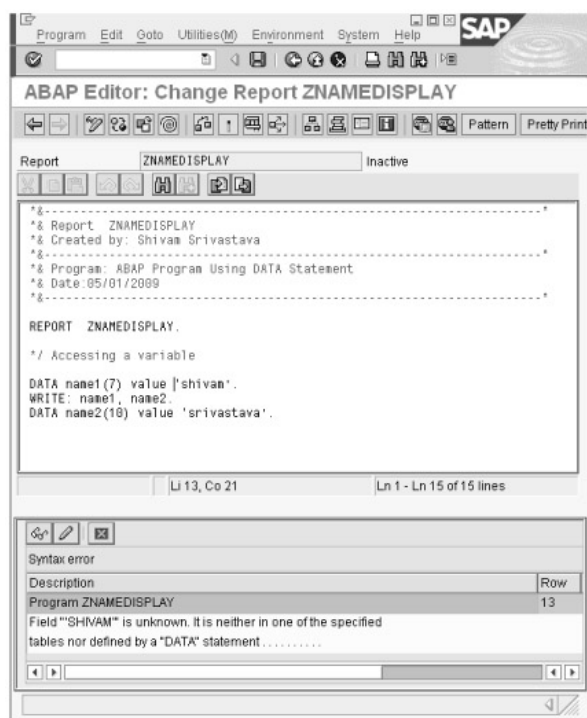 Program Edit Goto Utilities(M) Environment System Help
SAP
ABAP Editor: Change Report ZNAMEDISPLAY
Pattern Pretty Print
Report ZNAMEDISPLAY Inactive
*&---------------------------------------------------------------------*
*& Report ZNAMEDISPLAY
*& Created by: Shivam Srivastava
*&---------------------------------------------------------------------*
*& Program: ABAP Program Using DATA Statement
*& Date:05/01/2009
*&---------------------------------------------------------------------*
REPORT ZNAMEDISPLAY.
*/ Accessing a variable
DATA name1(7) value 'shivam'.
WRITE: name1, name2.
DATA name2(10) value 'srivastava'.
Li 13, Co 21 Ln 1 - Ln 15 of 15 lines
Syntax error
Description Row
Program ZNAMEDISPLAY 13
Field "'SHIVAM'" is unknown. It is neither in one of the specified
tables nor defined by a "DATA" statement ..........